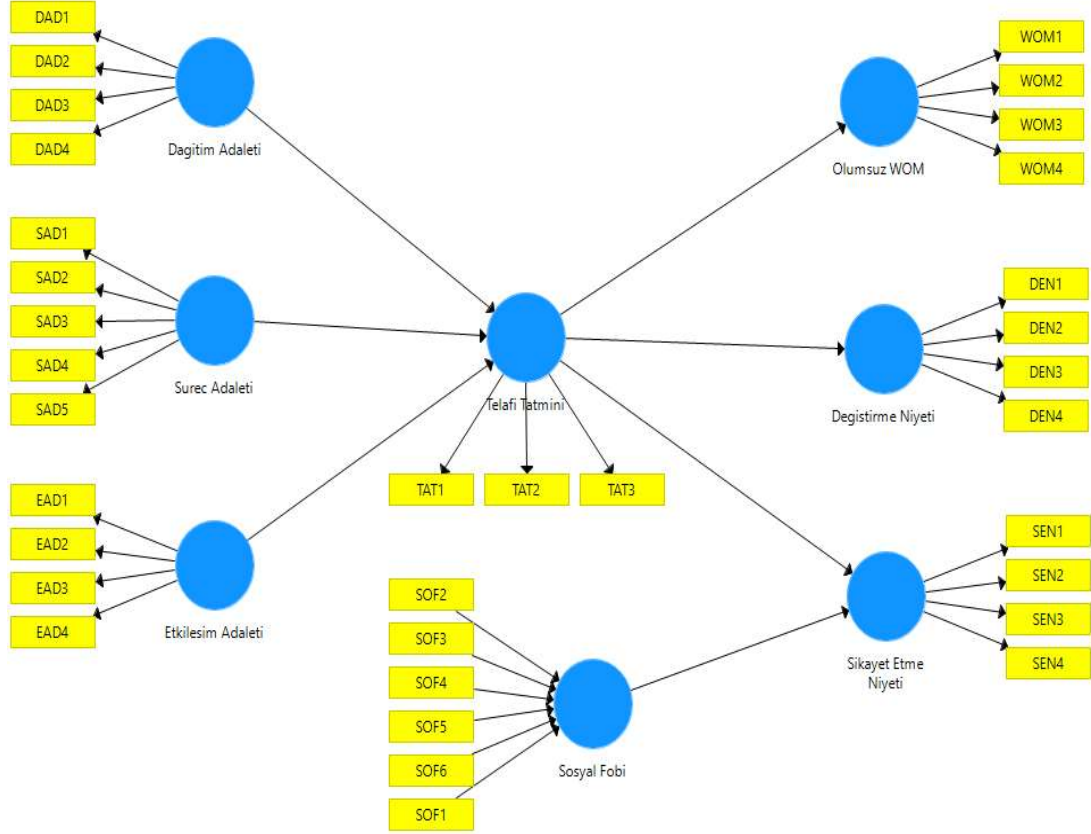 DAD1
DAD2
DAD3
DAD4
Dagitim Adaleti
SAD1
SAD2
SAD3
SAD4
SAD5
Surec Adaleti
EAD1
EAD2
EAD3
EAD4
Etkilesim Adaleti
Telafi Tatmini
TAT1
TAT2
TAT3
SOF2
SOF3
SOF4
SOF5
SOF6
SOF1
Sosyal Fobi
WOM1
WOM2
WOM3
WOM4
Olumsuz WOM
DEN1
DEN2
DEN3
DEN4
Degistirme Niyeti
SEN1
SEN2
SEN3
SEN4
Sikayet Etme
Niyeti